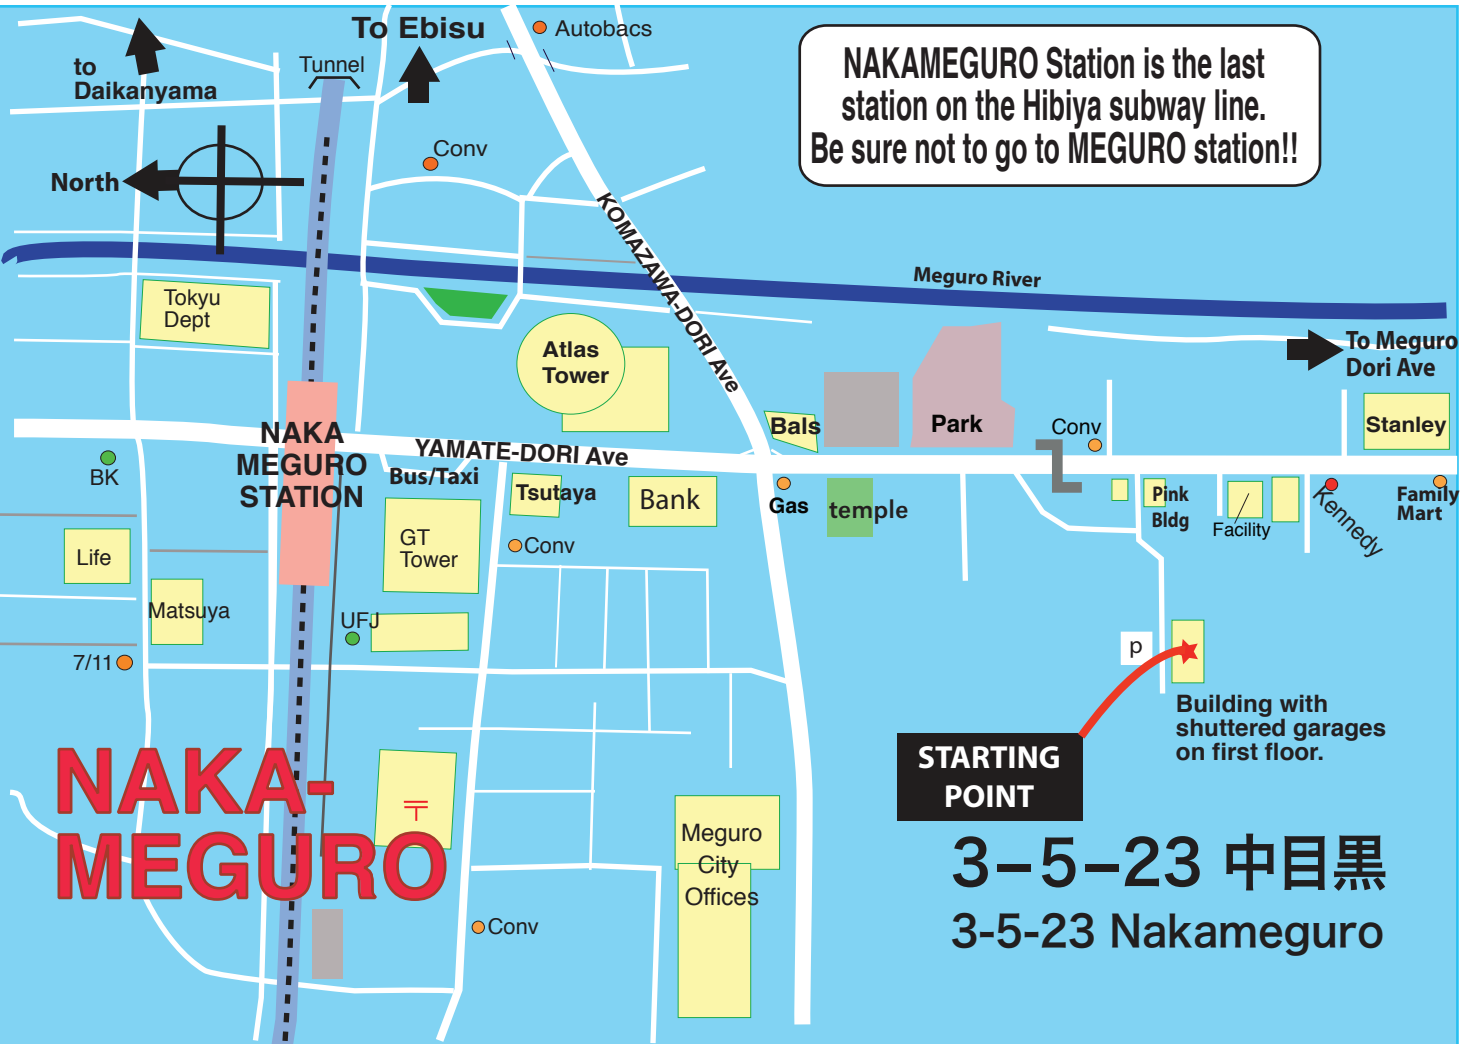 To Ebisu
Autobacs
to
Daikanyama
Tunnel
NAKAMEGURO Station is the last
station on the Hibiya subway line.
Be sure not to go to MEGURO station!!
Conv
North
KOMAZAWA-DORI Ave
Meguro River
Tokyu
Dept
Atlas
Tower
To Meguro
Dori Ave
NAKA
MEGURO
STATION
YAMATE-DORI Ave
Bus/Taxi
Bals
Park
Conv
Stanley
BK
Tsutaya
Bank
Gas
temple
Pink
Bldg
Facility
Kennedy
Family
Mart
Life
GT
Tower
Conv
Matsuya
UFJ
7/11
p
Building with
shuttered garages
on first floor.
STARTING
POINT
NAKA-
MEGURO
〒
Meguro
City
Offices
Conv
3-5-23 中目黒
3-5-23 Nakameguro